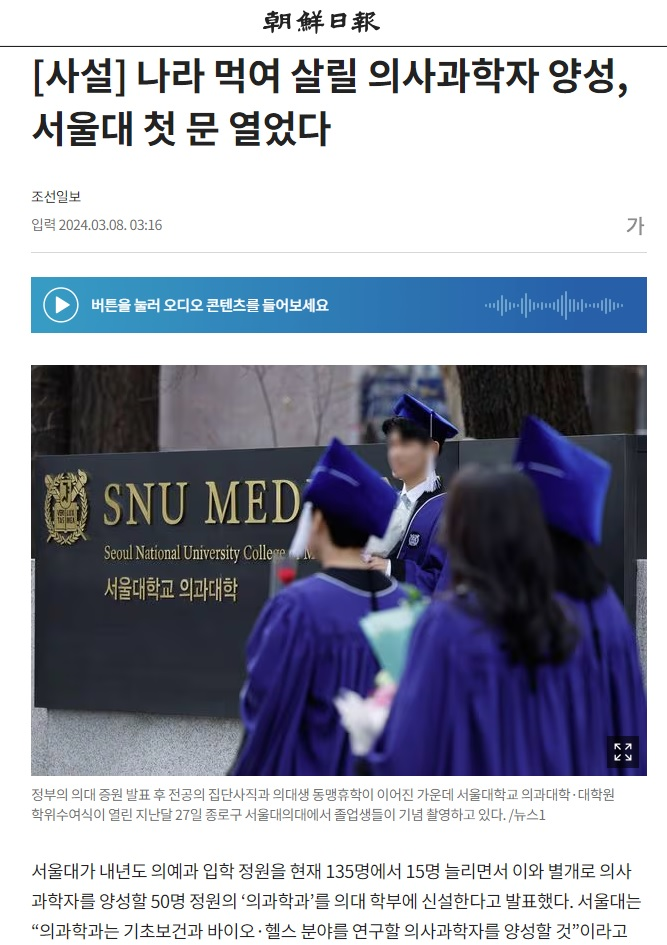 朝鮮日報
[사설] 나라 먹여 살릴 의사과학자 양성,
서울대 첫 문 열었다
조선일보
입력 2024.03.08. 03:16
가
버튼을 눌러 오디오 콘텐츠를 들어보세요
SNU MED
Seoul National University College of M
서울대학교 의과대학
정부의 의대 증원 발표 후 전공의 집단사직과 의대생 동맹휴학이 이어진 가운데 서울대학교 의과대학·대학원
학위수여식이 열린 지난달 27일 종로구 서울대의대에서 졸업생들이 기념 촬영하고 있다. /뉴스1
서울대가 내년도 의예과 입학 정원을 현재 135명에서 15명 늘리면서 이와 별개로 의사
과학자를 양성할 50명 정원의 ‘의과학과’를 의대 학부에 신설한다고 발표했다. 서울대는
“의과학과는 기초보건과 바이오·헬스 분야를 연구할 의사과학자를 양성할 것”이라고